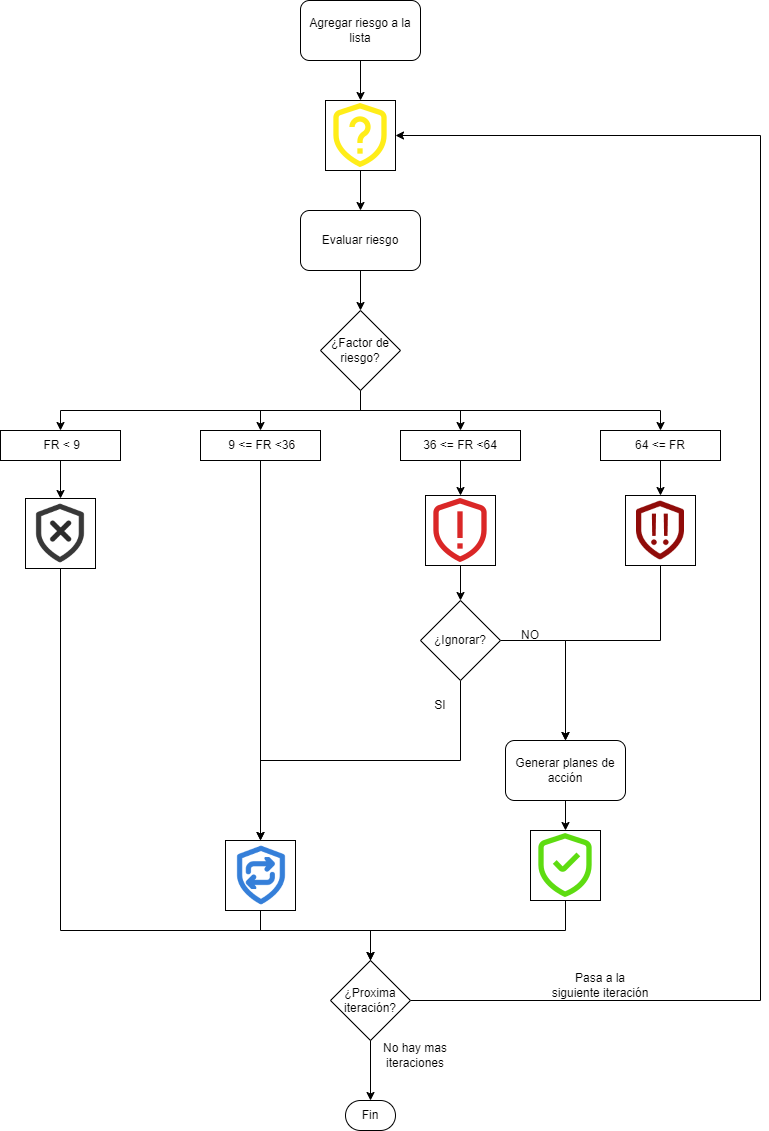 Agregar riesgo a la
lista
Evaluar riesgo
¿Factor de
riesgo?
FR < 9
9 <= FR <36
36 <= FR <64
64 <= FR
¿Ignorar?
NO
SI
Generar planes de
acción
¿Proxima
iteración?
Pasa a la
siguiente iteración
No hay mas
iteraciones
Fin